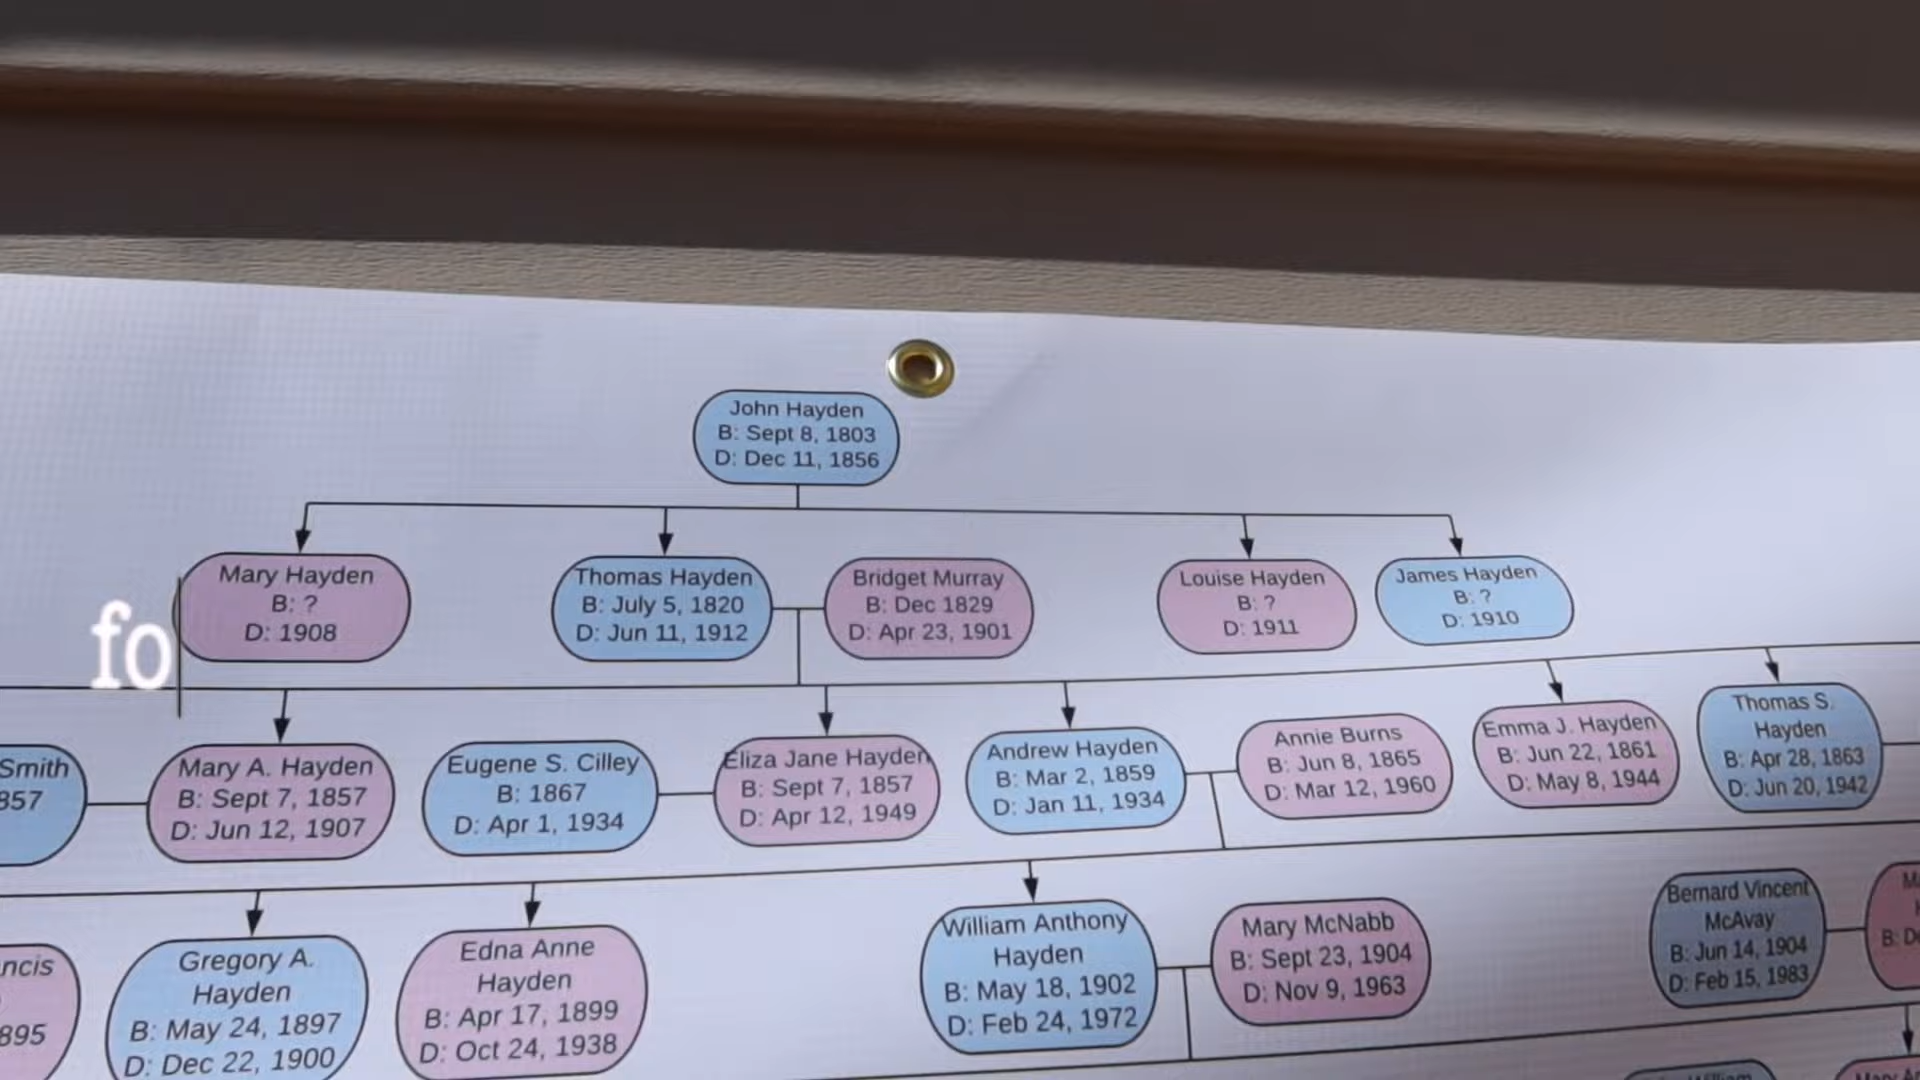 John Hayden
B: Sept 8, 1803
D: Dec 11, 1856
Mary Hayden
B: ?
D: 1908
Thomas Hayden
B: July 5, 1820
D: Jun 11, 1912
Bridget Murray
B: Dec 1829
D: Apr 23, 1901
Louise Hayden
B: ?
D: 1911
James Hayden
B: ?
D: 1910
fo
Smith
857
Mary A. Hayden
B: Sept 7, 1857
D: Jun 12, 1907
Eugene S. Cilley
B: 1867
D: Apr 1, 1934
Eliza Jane Hayden
B: Sept 7, 1857
D: Apr 12, 1949
Andrew Hayden
B: Mar 2, 1859
D: Jan 11, 1934
Annie Burns
B: Jun 8, 1865
D: Mar 12, 1960
Emma J. Hayden
B: Jun 22, 1861
D: May 8, 1944
Thomas S.
Hayden
B: Apr 28, 1863
D: Jun 20, 1942
ncis
895
Gregory A.
Hayden
B: May 24, 1897
D: Dec 22, 1900
Edna Anne
Hayden
B: Apr 17, 1899
D: Oct 24, 1938
William Anthony
Hayden
B: May 18, 1902
D: Feb 24, 1972
Mary McNabb
B: Sept 23, 1904
D: Nov 9, 1963
Bernard Vincent
McAvay
B: Jun 14, 1904
D: Feb 15, 1983
B: De
William